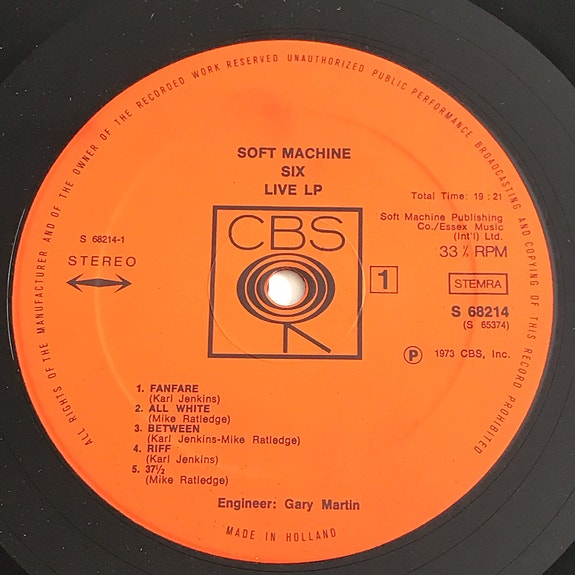 ALL RIGHTS OF THE MANUFACTURER AND OF THE OWNER OF THE RECORDED WORK RESERVED UNAUTHORIZED PUBLIC PERFORMANCE BROADCASTING AND COPYING OF THIS RECORD PROHIBITED
SOFT MACHINE
SIX
LIVE LP
Total Time: 19:21
Soft Machine Publishing
Co./Essex Music
(Int'l) Ltd.
33 ⅓ RPM
S 68214-1
STEREO
CBS
1
STEMRA
S 68214
(S 65374)
℗ 1973 CBS, Inc.
1. FANFARE
(Karl Jenkins)
2. ALL WHITE
(Mike Ratledge)
3. BETWEEN
(Karl Jenkins-Mike Ratledge)
4. RIFF
(Karl Jenkins)
5. 37½
(Mike Ratledge)
Engineer: Gary Martin
MADE IN HOLLAND